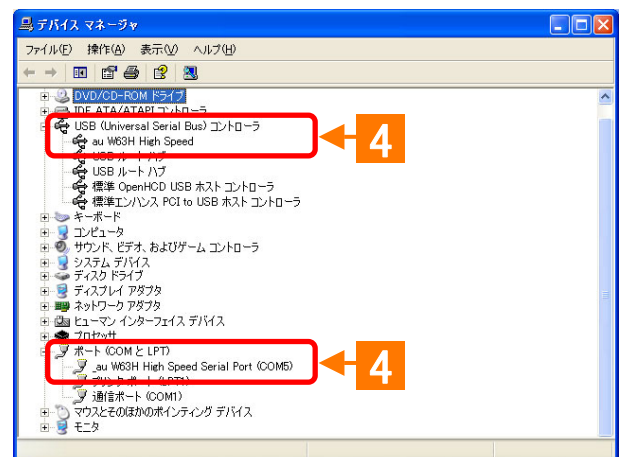 デバイス マネージャ
ファイル(F) 操作(A) 表示(V) ヘルプ(H)
DVD/CD-ROM ドライブ
IDE ATA/ATAPI コントローラ
USB (Universal Serial Bus) コントローラ
au W63H High Speed
4
USB ルート ハブ
USB ルート ハブ
標準 OpenHCD USB ホスト コントローラ
標準エンハンス PCI to USB ホスト コントローラ
キーボード
コンピュータ
サウンド、ビデオ、およびゲーム コントローラ
システム デバイス
ディスク ドライブ
ディスプレイ アダプタ
ネットワーク アダプタ
ヒューマン インターフェイス デバイス
プロセッサ
ポート (COM と LPT)
_au W63H High Speed Serial Port (COM5)
4
プリンタ ポート (LPT1)
通信ポート (COM1)
マウスとそのほかのポインティング デバイス
モニタ